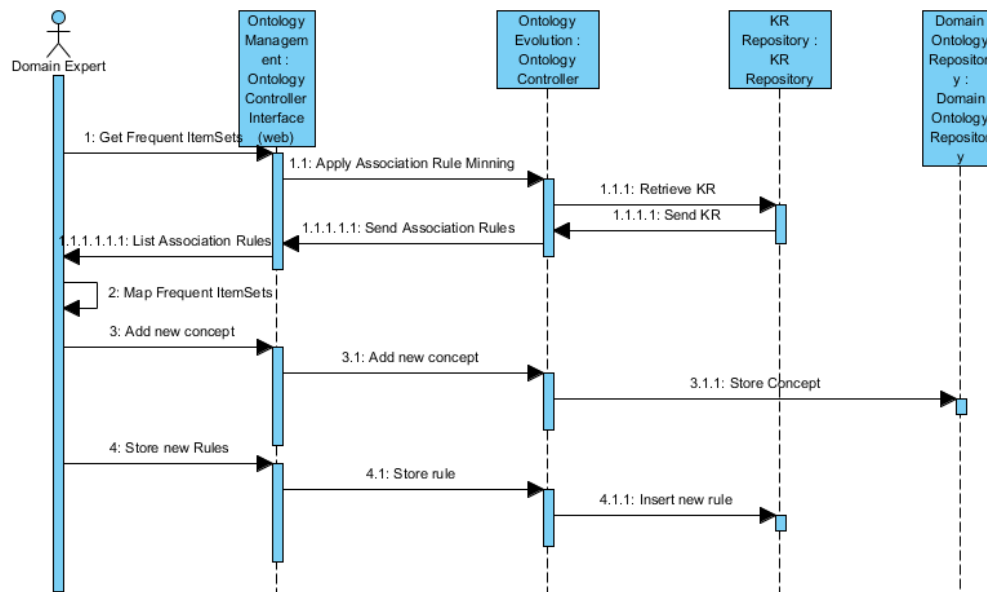 Domain Expert
Ontology
Managem
ent :
Ontology
Controller
Interface
(web)
Ontology
Evolution :
Ontology
Controller
KR
Repository :
KR
Repository
Domain
Ontology
Repositor
y :
Domain
Ontology
Repositor
y
1: Get Frequent ItemSets
1.1: Apply Association Rule Minning
1.1.1: Retrieve KR
1.1.1.1: Send KR
1.1.1.1.1: Send Association Rules
1.1.1.1.1.1: List Association Rules
2: Map Frequent ItemSets
3: Add new concept
3.1: Add new concept
3.1.1: Store Concept
4: Store new Rules
4.1: Store rule
4.1.1: Insert new rule